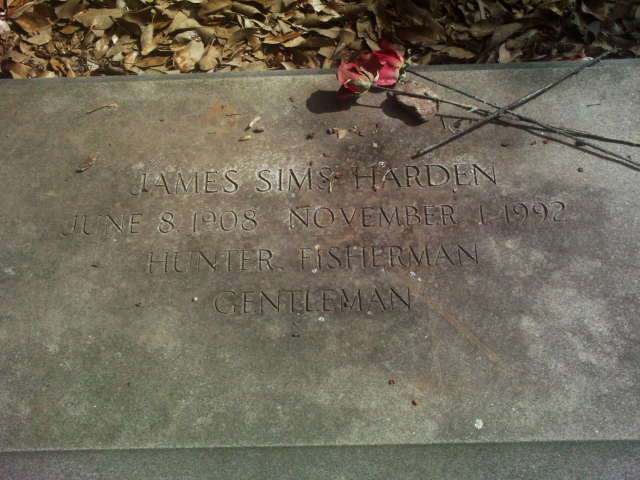 JAMES SIMS HARDEN
JUNE 8, 1908 NOVEMBER 1, 1992
HUNTER, FISHERMAN
GENTLEMAN